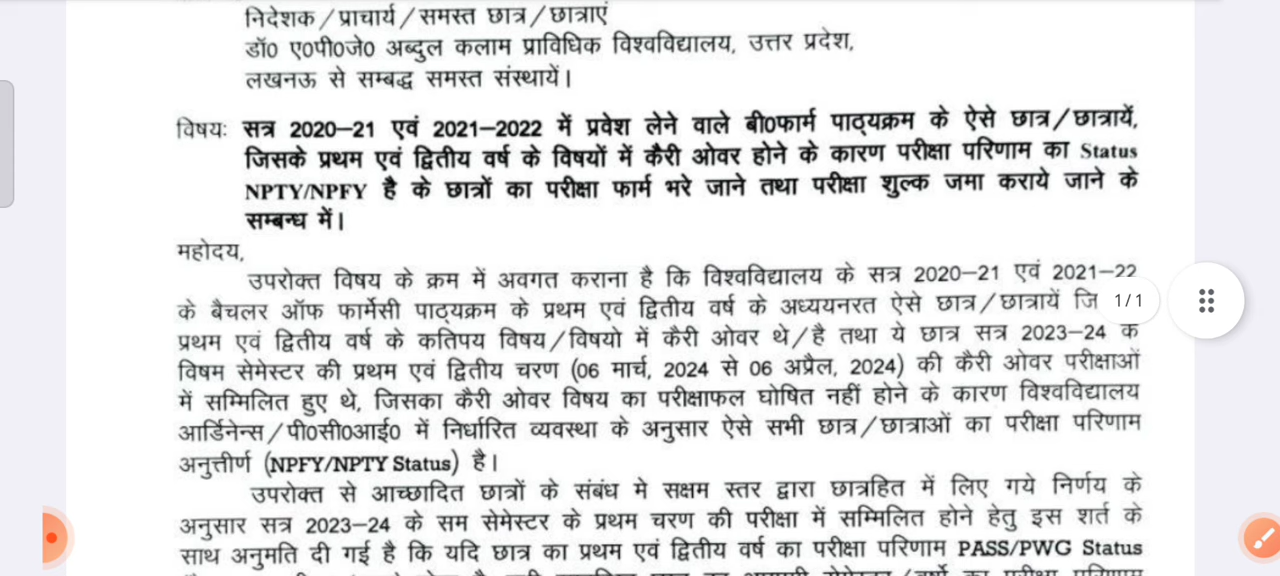 निदेशक/प्राचार्य/समस्त छात्र/छात्राएं
डॉ0 ए0पी0जे0 अब्दुल कलाम प्राविधिक विश्वविद्यालय, उत्तर प्रदेश,
लखनऊ से सम्बद्ध समस्त संस्थायें।
विषयः सत्र 2020–21 एवं 2021–2022 में प्रवेश लेने वाले बी0फार्म पाठ्यक्रम के ऐसे छात्र/छात्रायें,
जिसके प्रथम एवं द्वितीय वर्ष के विषयों में कैरी ओवर होने के कारण परीक्षा परिणाम का Status
NPTY/NPFY है के छात्रों का परीक्षा फार्म भरे जाने तथा परीक्षा शुल्क जमा कराये जाने के
सम्बन्ध में।
महोदय,
उपरोक्त विषय के क्रम में अवगत कराना है कि विश्वविद्यालय के सत्र 2020–21 एवं 2021–22
के बैचलर ऑफ फार्मेसी पाठ्यक्रम के प्रथम एवं द्वितीय वर्ष के अध्ययनरत ऐसे छात्र/छात्रायें जि 1/1
प्रथम एवं द्वितीय वर्ष के कतिपय विषय/विषयो में कैरी ओवर थे/है तथा ये छात्र सत्र 2023–24 के
विषम सेमेस्टर की प्रथम एवं द्वितीय चरण (06 मार्च, 2024 से 06 अप्रैल, 2024) की कैरी ओवर परीक्षाओं
में सम्मिलित हुए थे, जिसका कैरी ओवर विषय का परीक्षाफल घोषित नहीं होने के कारण विश्वविद्यालय
आर्डिनेन्स/पी0सी0आई0 में निर्धारित व्यवस्था के अनुसार ऐसे सभी छात्र/छात्राओं का परीक्षा परिणाम
अनुत्तीर्ण (NPFY/NPTY Status) है।
उपरोक्त से आच्छादित छात्रों के संबंध मे सक्षम स्तर द्वारा छात्रहित में लिए गये निर्णय के
अनुसार सत्र 2023–24 के सम सेमेस्टर के प्रथम चरण की परीक्षा में सम्मिलित होने हेतु इस शर्त के
साथ अनुमति दी गई है कि यदि छात्र का प्रथम एवं द्वितीय वर्ष का परीक्षा परिणाम PASS/PWG Status